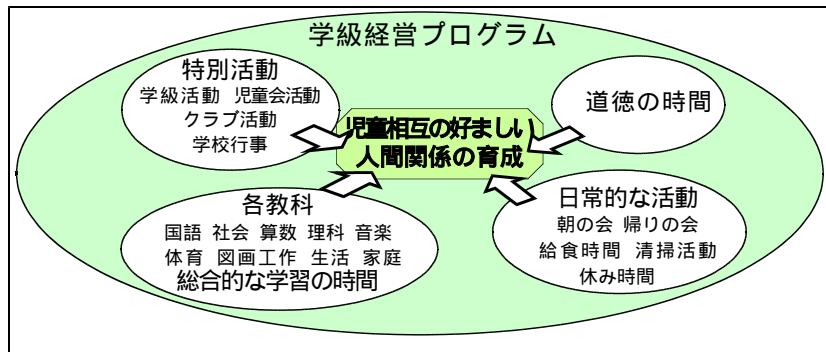 学級経営プログラム
特別活動
学級活動 児童会活動
クラブ活動
学校行事
道徳の時間
児童相互の好ましい
人間関係の育成
各教科
国語 社会 算数 理科 音楽
体育 図画工作 生活 家庭
総合的な学習の時間
日常的な活動
朝の会 帰りの会
給食時間 清掃活動
休み時間